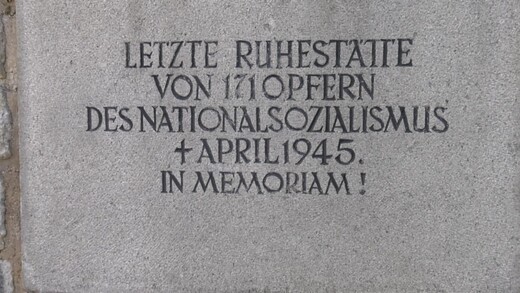 LETZTE RUHESTÄTTE
VON 171 OPFERN
DES NATIONALSOZIALISMUS
✝ APRIL 1945.
IN MEMORIAM!